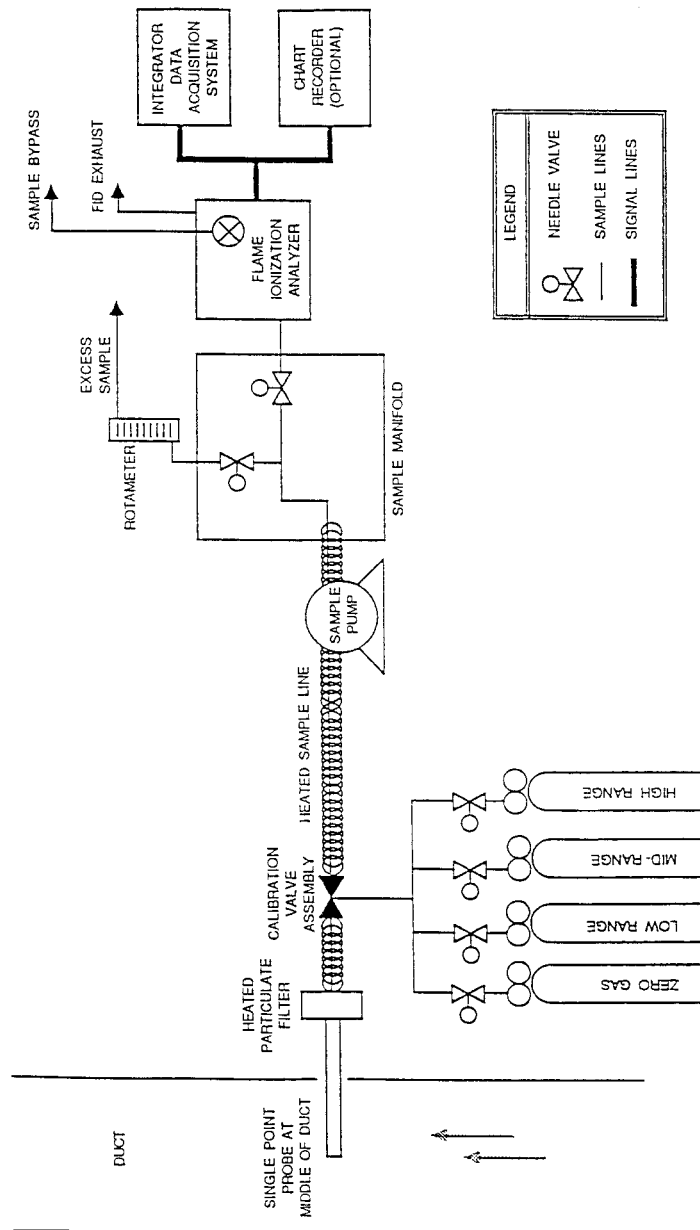 DUCT
SINGLE POINT
PROBE AT
MIDDLE OF DUCT
HEATED
PARTICULATE
FILTER
CALIBRATION
VALVE
ASSEMBLY
HEATED SAMPLE LINE
SAMPLE
PUMP
ZERO GAS
LOW RANGE
MID-RANGE
HIGH RANGE
ROTAMETER
EXCESS
SAMPLE
SAMPLE MANIFOLD
SAMPLE BYPASS
FID EXHAUST
FLAME
IONIZATION
ANALYZER
INTEGRATOR
DATA
ACQUISITION
SYSTEM
CHART
RECORDER
(OPTIONAL)
LEGEND
NEEDLE VALVE
SAMPLE LINES
SIGNAL LINES